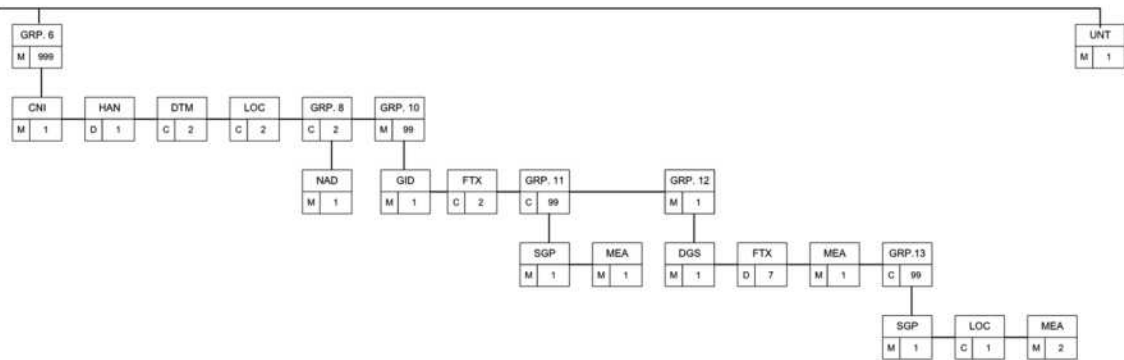 GRP. 6 UNT
M 999 M 1
CNI HAN DTM LOC GRP. 8 GRP. 10
M 1 D 1 C 2 C 2 C 2 M 99
NAD GID FTX GRP. 11 GRP. 12
M 1 M 1 C 2 C 99 M 1
SGP MEA DGS FTX MEA GRP.13
M 1 M 1 M 1 D 7 M 1 C 99
SGP LOC MEA
M 1 C 1 M 2